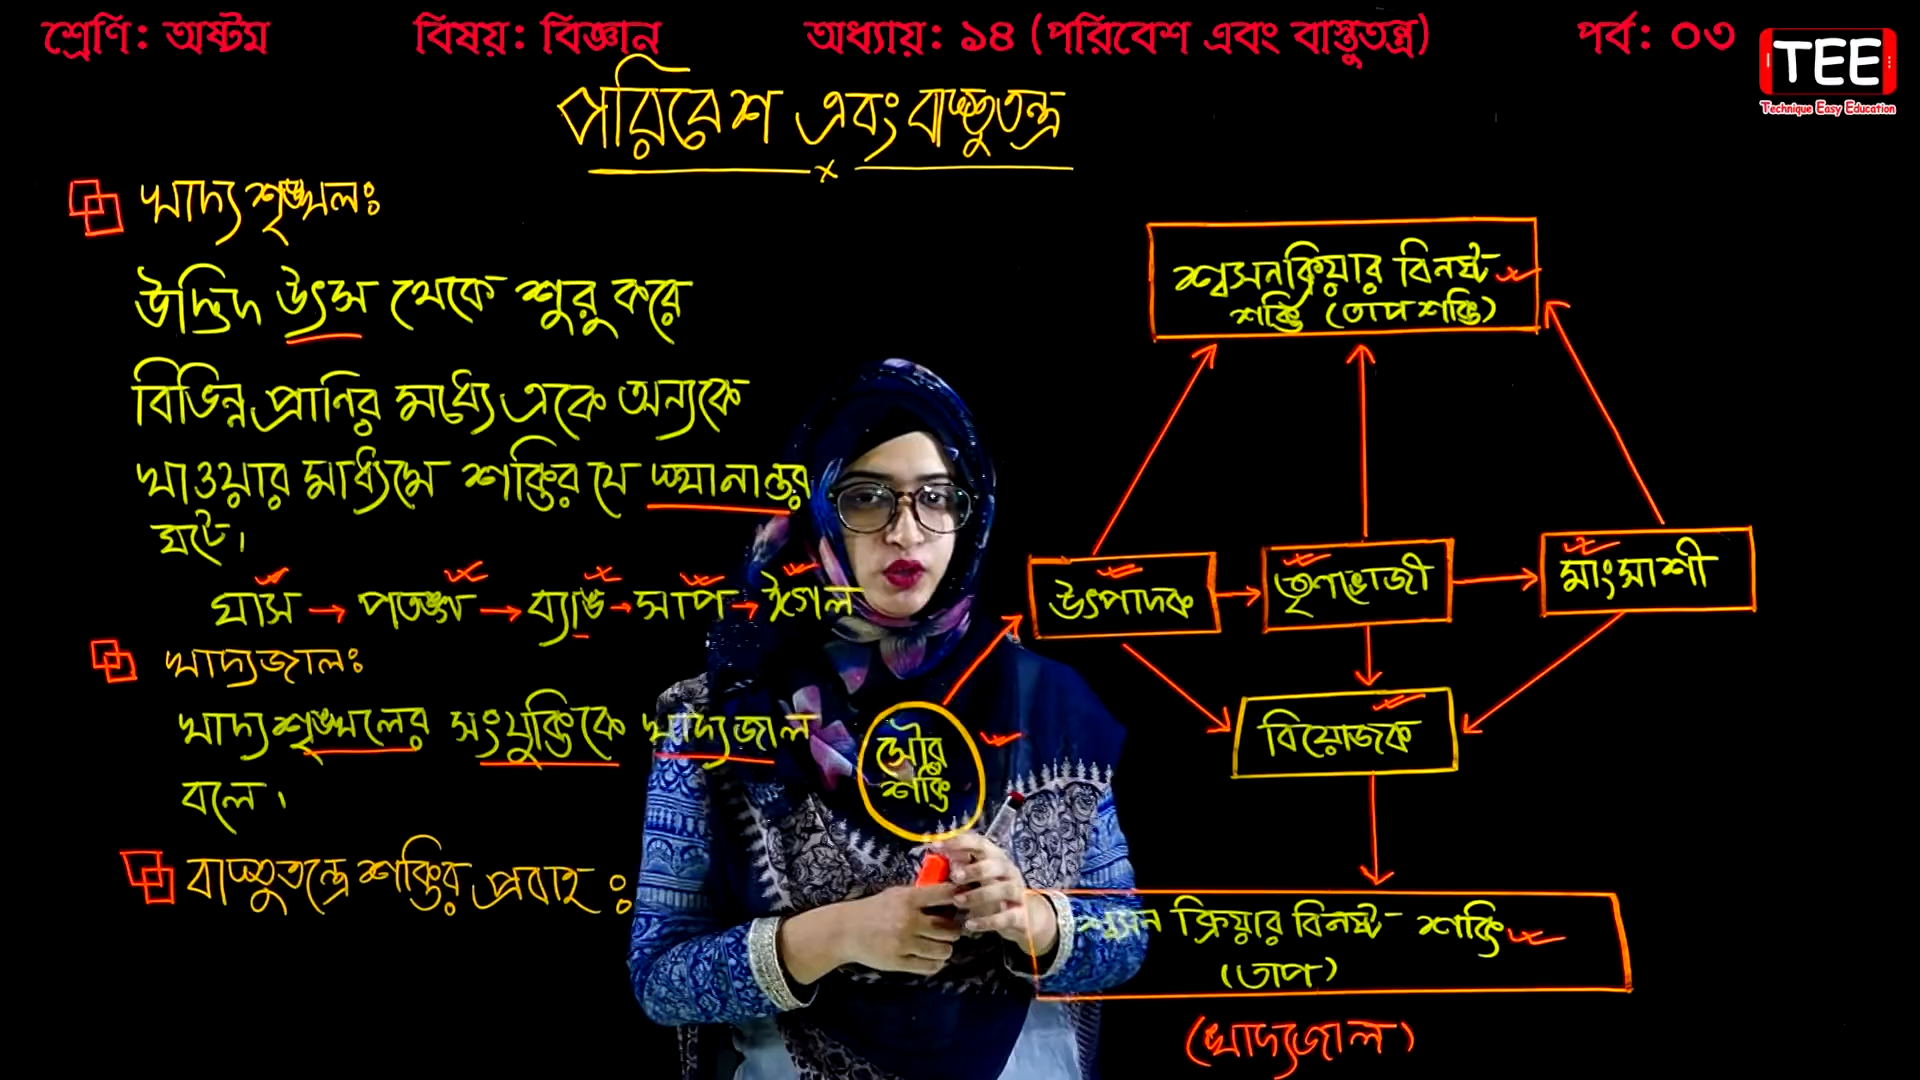 শ্রেণি: অষ্টম
বিষয়: বিজ্ঞান
অধ্যায়: ১৪ (পরিবেশ এবং বাস্তুতন্ত্র)
পর্ব: ০৩
TEE
Technique Easy Education
পরিবেশ এবং বাস্তুতন্ত্র
খাদ্য শৃঙ্খলঃ
উদ্ভিদ উৎস থেকে শুরু করে
বিভিন্ন প্রানির মধ্যে একে অন্যকে
খাওয়ার মাধ্যমে শক্তির যে স্থানান্তর
ঘটে।
ঘাস → পতঙ্গ → ব্যাঙ → সাপ → ঈগল
খাদ্যজালঃ
খাদ্য শৃঙ্খলের সংযুক্তিকে খাদ্যজাল
বলে।
বাস্তুতন্ত্রে শক্তির প্রবাহ :
শ্বসনক্রিয়ার বিনষ্ট
শক্তি (তাপ শক্তি)
উৎপাদক
তৃণভোজী
মাংসাশী
বিয়োজক
সৌর
শক্তি
শ্বসন ক্রিয়ার বিনষ্ট শক্তি
(তাপ)
(খাদ্যজাল)